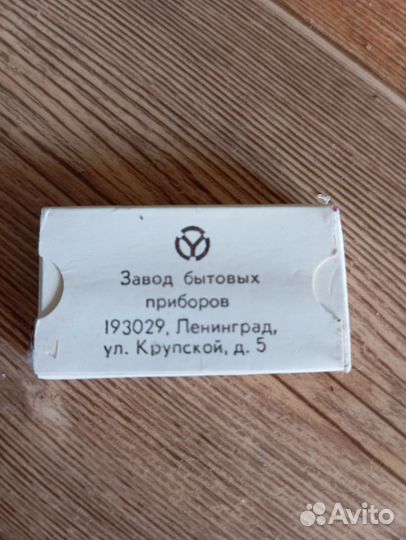 Завод бытовых
приборов
193029, Ленинград,
ул. Крупской, д. 5
Avito